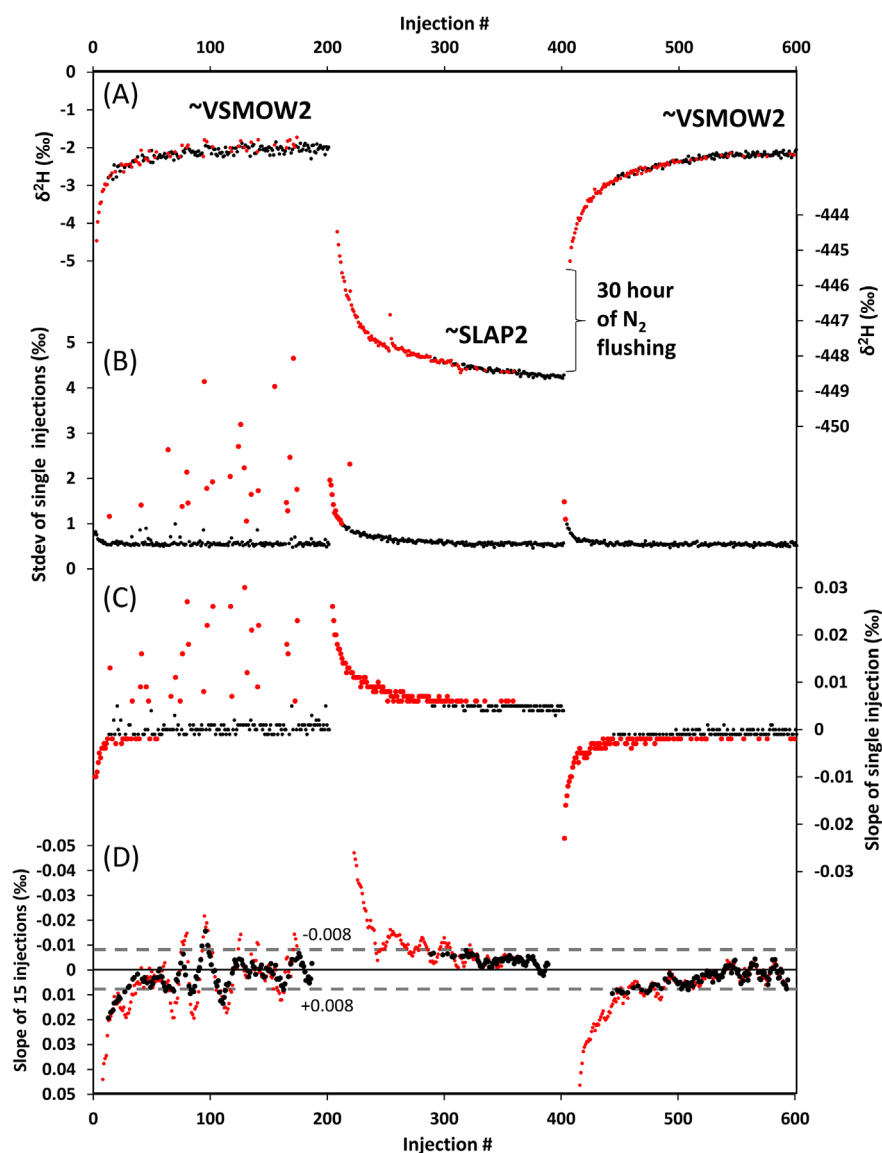 Injection #
0 100 200 300 400 500 600
(A)
~VSMOW2
~VSMOW2
0
-1
-2
-3
-4
-5
δ²H (‰)
-444
-445
-446
-447
-448
-449
-450
δ²H (‰)
30 hour
of N₂
flushing
~SLAP2
(B)
5
4
3
2
1
0
Stdev of single injections (‰)
(C)
0.03
0.02
0.01
0
-0.01
-0.02
-0.03
Slope of single injection (‰)
(D)
-0.05
-0.04
-0.03
-0.02
-0.01
0
0.01
0.02
0.03
0.04
0.05
Slope of 15 injections (‰)
-0.008
+0.008
0 100 200 300 400 500 600
Injection #